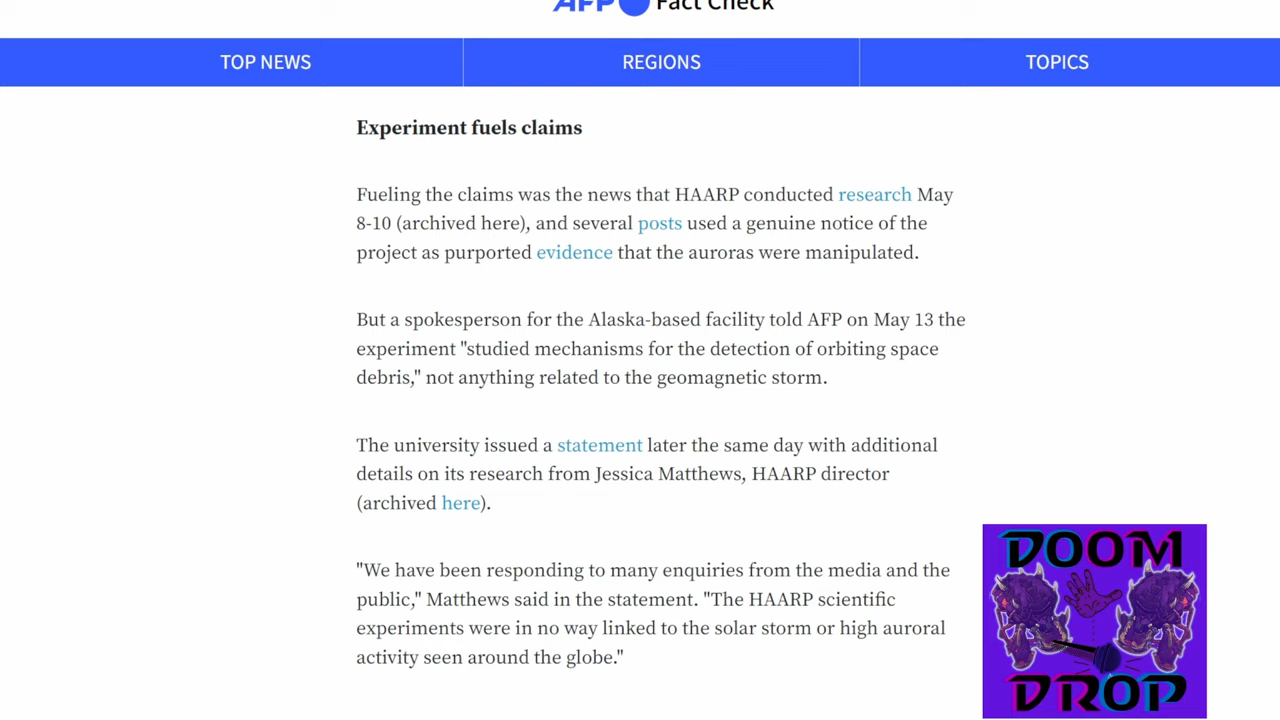 AFP Fact Check
TOP NEWS
REGIONS
TOPICS
Experiment fuels claims
Fueling the claims was the news that HAARP conducted research May
8-10 (archived here), and several posts used a genuine notice of the
project as purported evidence that the auroras were manipulated.
But a spokesperson for the Alaska-based facility told AFP on May 13 the
experiment "studied mechanisms for the detection of orbiting space
debris," not anything related to the geomagnetic storm.
The university issued a statement later the same day with additional
details on its research from Jessica Matthews, HAARP director
(archived here).
"We have been responding to many enquiries from the media and the
public," Matthews said in the statement. "The HAARP scientific
experiments were in no way linked to the solar storm or high auroral
activity seen around the globe."
DOOM
DROP